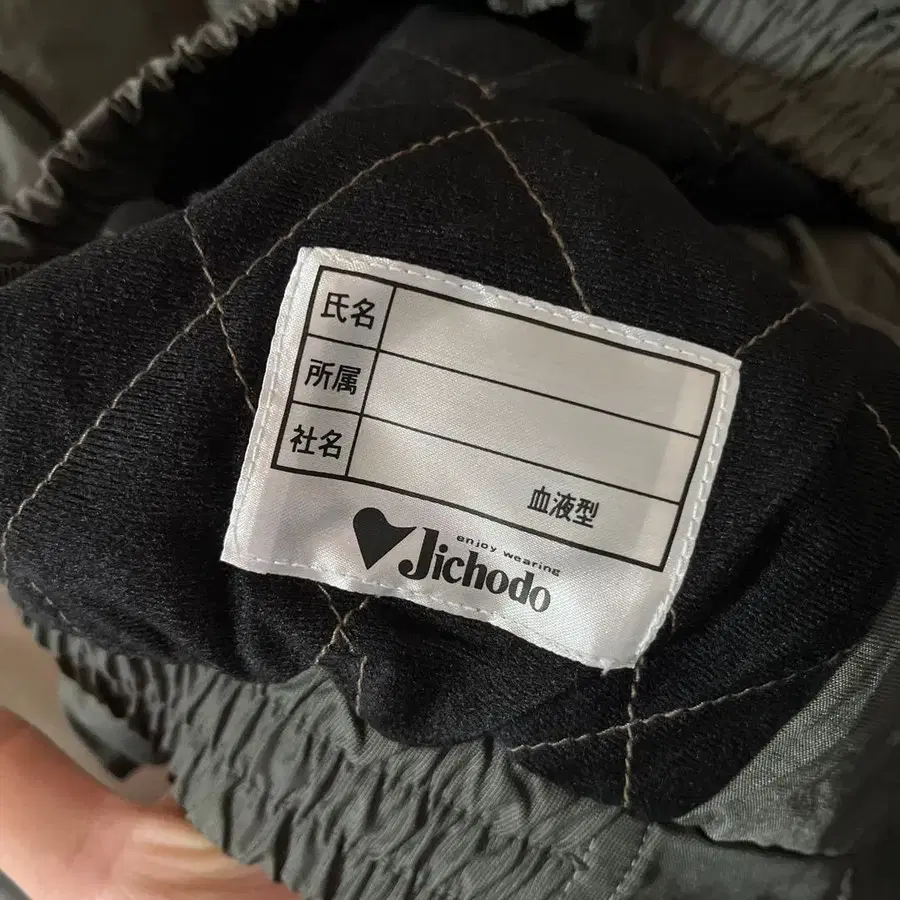 氏名
所属
社名
血液型
enjoy wearing
Jichodo